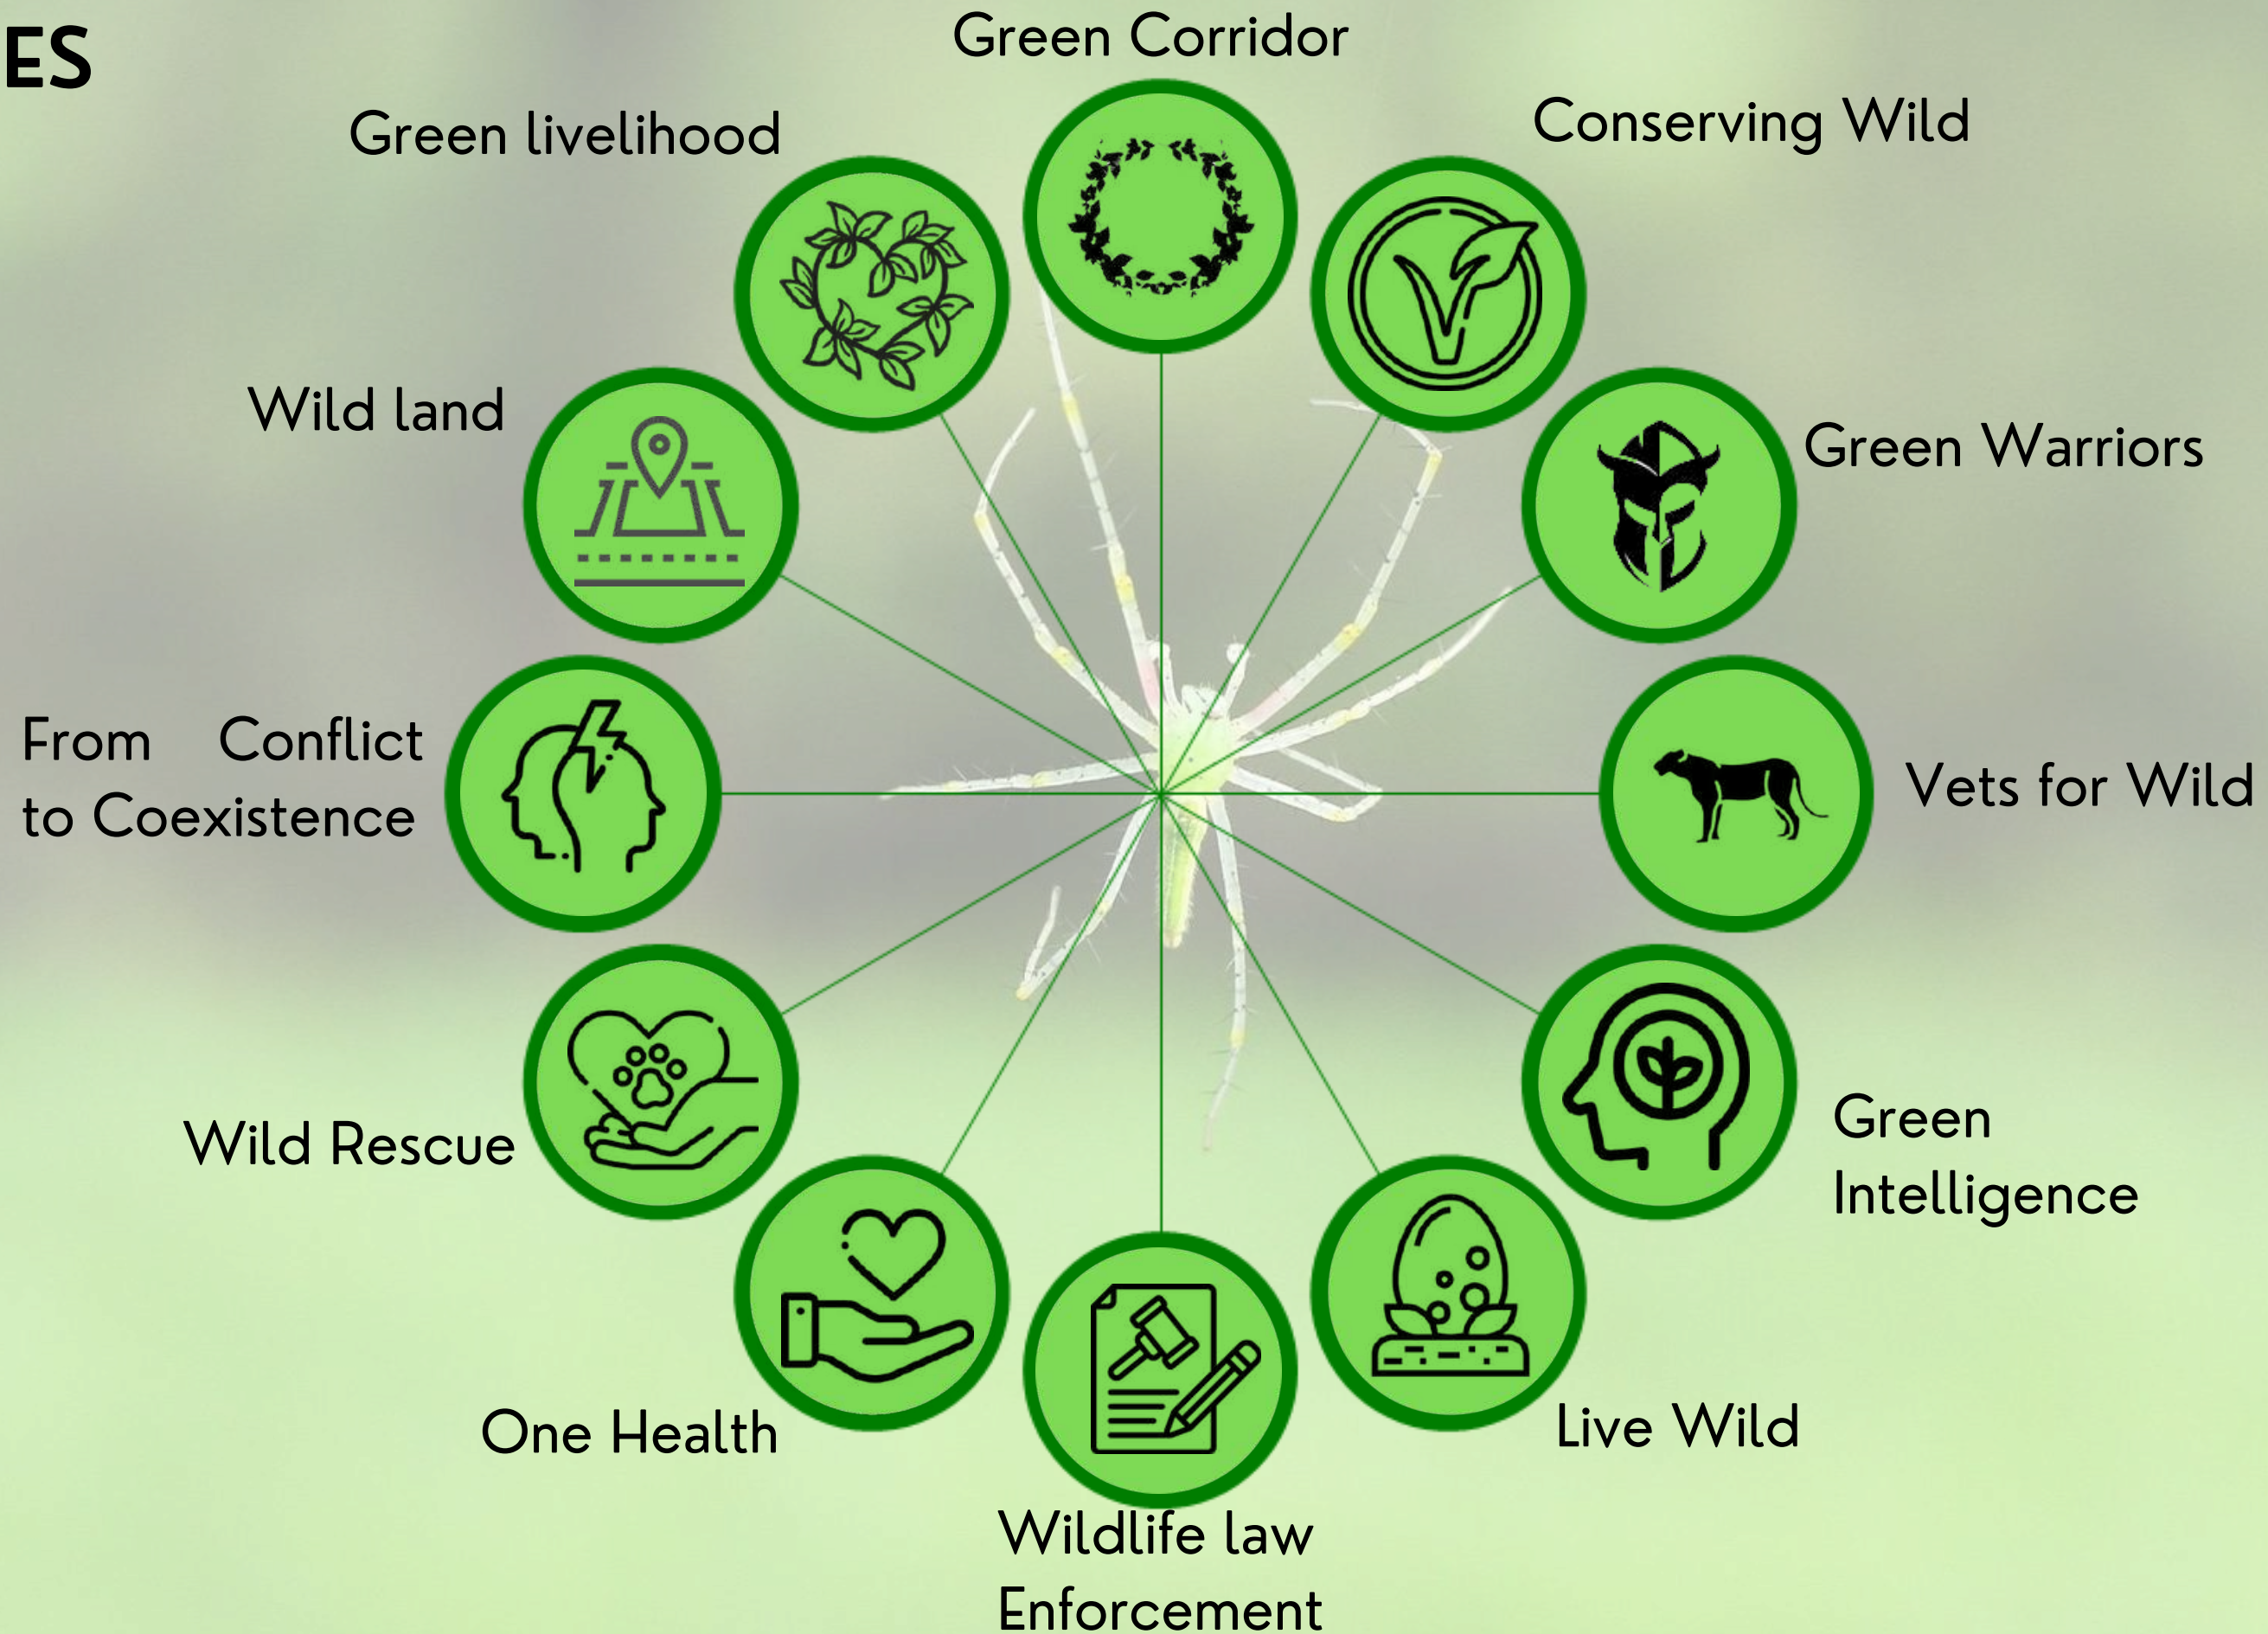 ES
Green Corridor
Conserving Wild
Green livelihood
Wild land
Green Warriors
From Conflict
to Coexistence
Vets for Wild
Wild Rescue
Green
Intelligence
One Health
Live Wild
Wildlife law
Enforcement